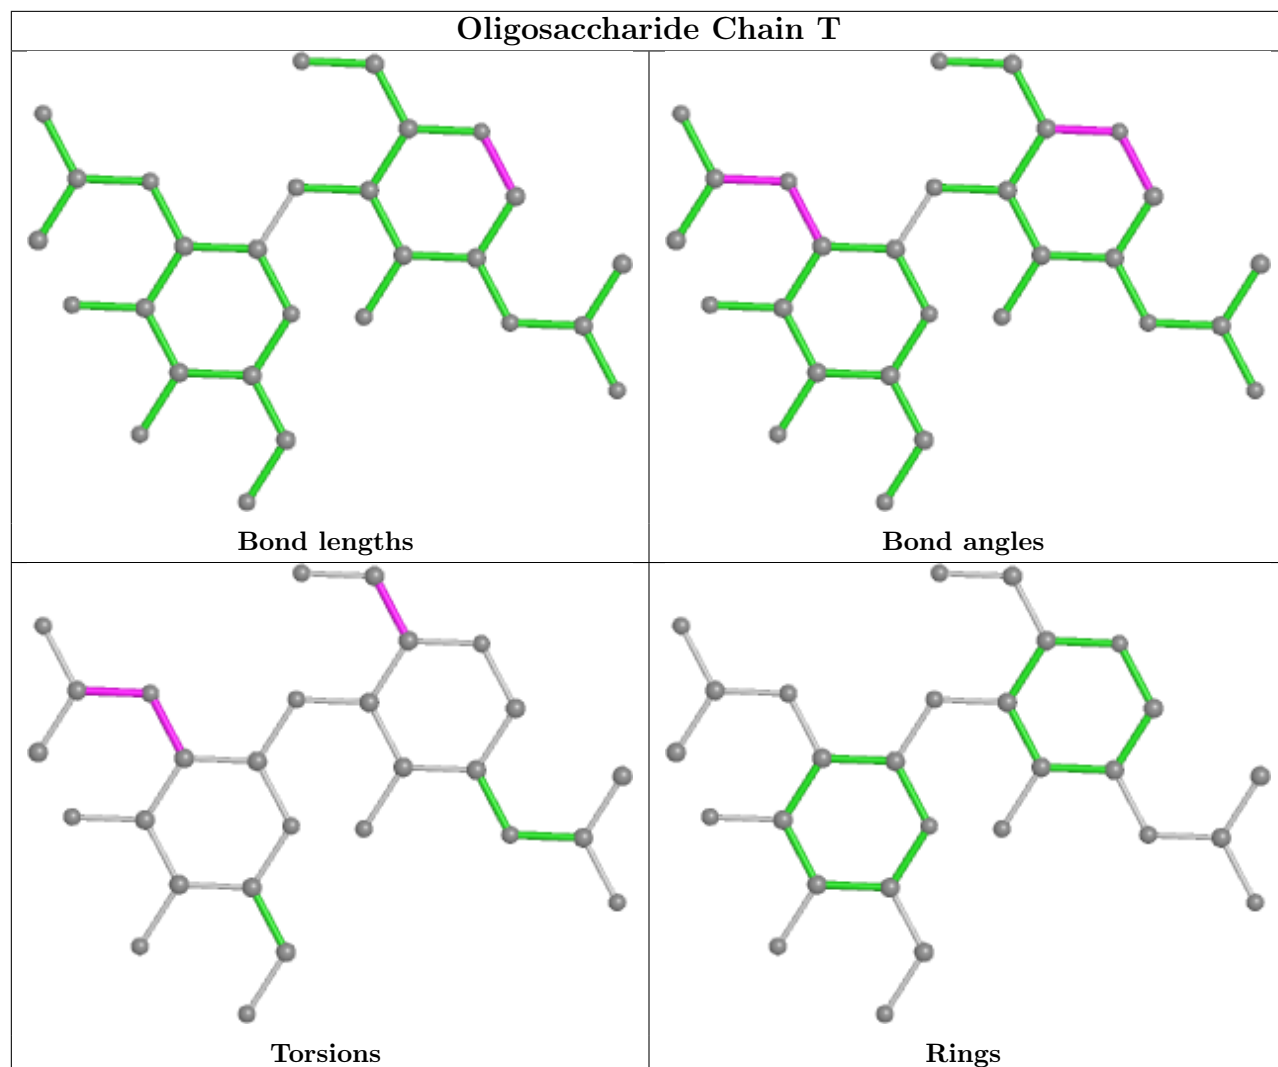 Oligosaccharide Chain T
Bond lengths
Bond angles
Torsions
Rings